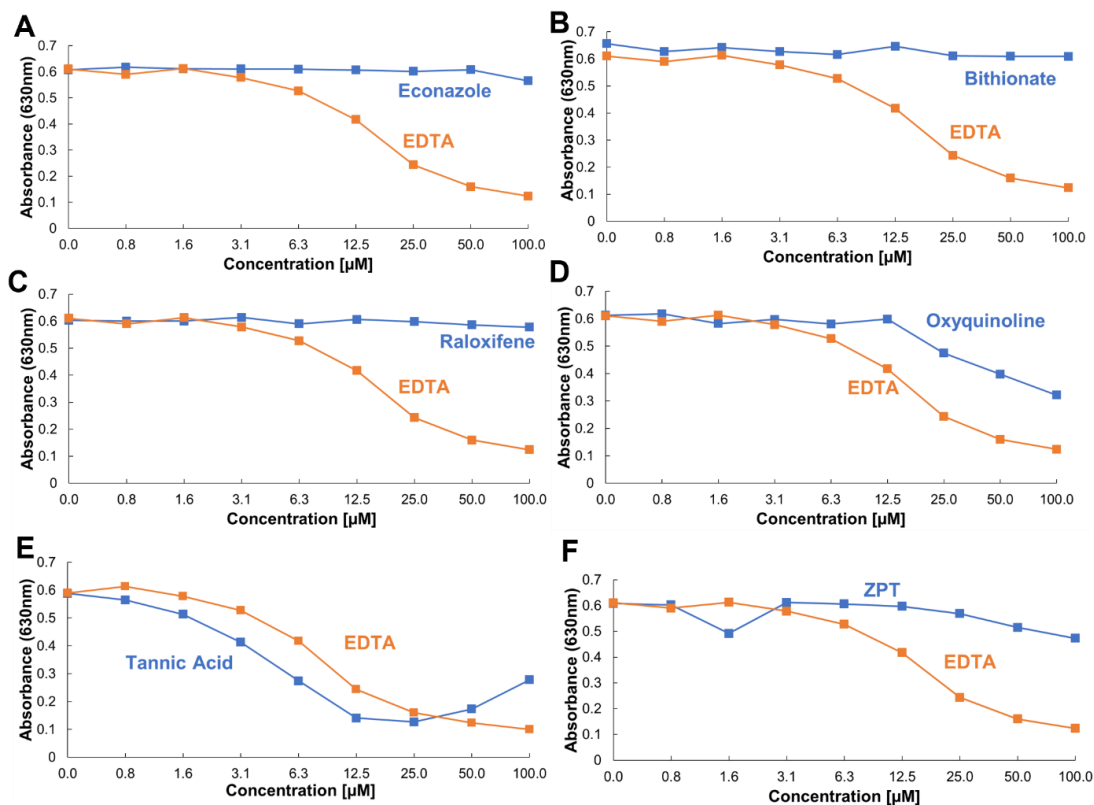 A
Absorbance (630nm)
0.7
0.6
0.5
0.4
0.3
0.2
0.1
0
Econazole
EDTA
0.0 0.8 1.6 3.1 6.3 12.5 25.0 50.0 100.0
Concentration [µM]
B
Absorbance (630nm)
0.7
0.6
0.5
0.4
0.3
0.2
0.1
0
Bithionate
EDTA
0.0 0.8 1.6 3.1 6.3 12.5 25.0 50.0 100.0
Concentration [µM]
C
Absorbance (630nm)
0.7
0.6
0.5
0.4
0.3
0.2
0.1
0
Raloxifene
EDTA
0.0 0.8 1.6 3.1 6.3 12.5 25.0 50.0 100.0
Concentration [µM]
D
Absorbance (630nm)
0.7
0.6
0.5
0.4
0.3
0.2
0.1
0
Oxyquinoline
EDTA
0.0 0.8 1.6 3.1 6.3 12.5 25.0 50.0 100.0
Concentration [µM]
E
Absorbance (630nm)
0.7
0.6
0.5
0.4
0.3
0.2
0.1
0
EDTA
Tannic Acid
0.0 0.8 1.6 3.1 6.3 12.5 25.0 50.0 100.0
Concentration [µM]
F
Absorbance (630nm)
0.7
0.6
0.5
0.4
0.3
0.2
0.1
0
ZPT
EDTA
0.0 0.8 1.6 3.1 6.3 12.5 25.0 50.0 100.0
Concentration [µM]